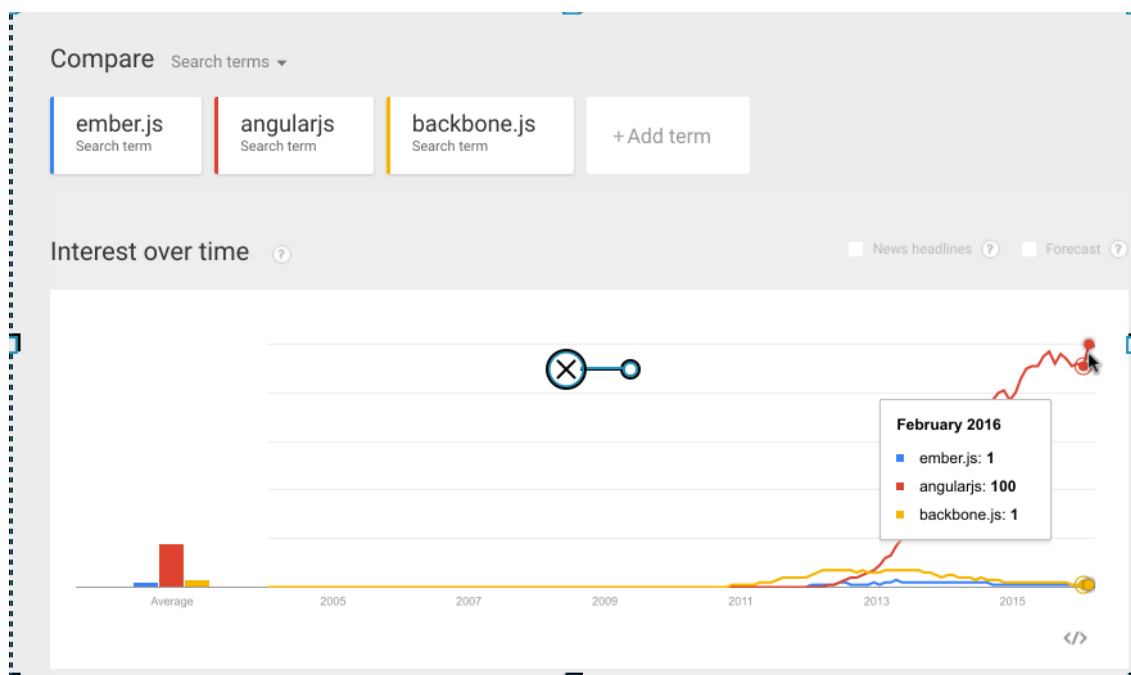 Compare Search terms
ember.js
Search term
angularjs
Search term
backbone.js
Search term
+Add term
Interest over time ?
News headlines ? Forecast ?
February 2016
ember.js: 1
angularjs: 100
backbone.js: 1
Average 2005 2007 2009 2011 2013 2015
</>